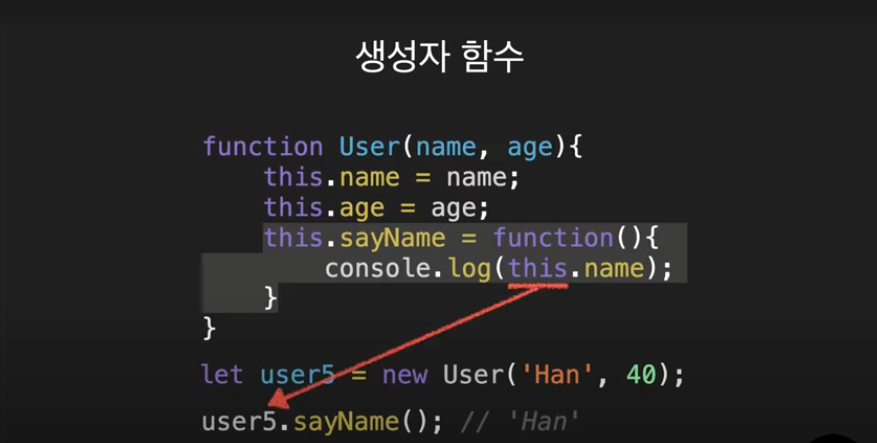 생성자 함수
function User(name, age){
this.name = name;
this.age = age;
this.sayName = function(){
console.log(this.name);
}
}
let user5 = new User('Han', 40);
user5.sayName(); // 'Han'